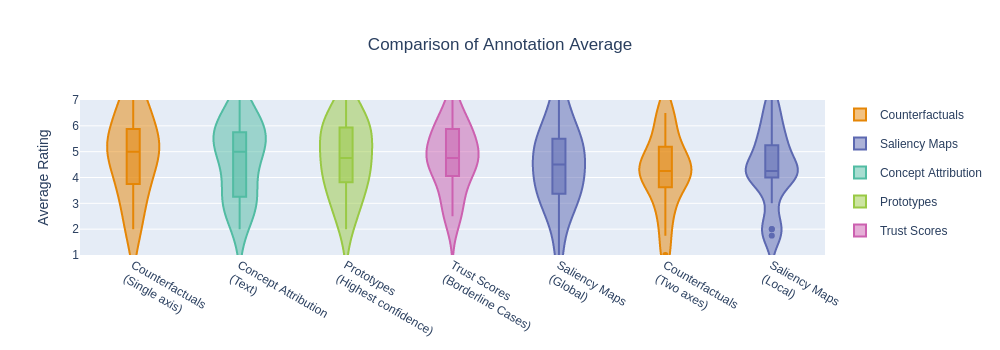 Comparison of Annotation Average
Average Rating
7
6
5
4
3
2
1
Counterfactuals
(Single axis)
Concept Attribution
(Text)
Prototypes
(Highest confidence)
Trust Scores
(Borderline Cases)
Saliency Maps
(Global)
Counterfactuals
(Two axes)
Saliency Maps
(Local)
Counterfactuals
Saliency Maps
Concept Attribution
Prototypes
Trust Scores